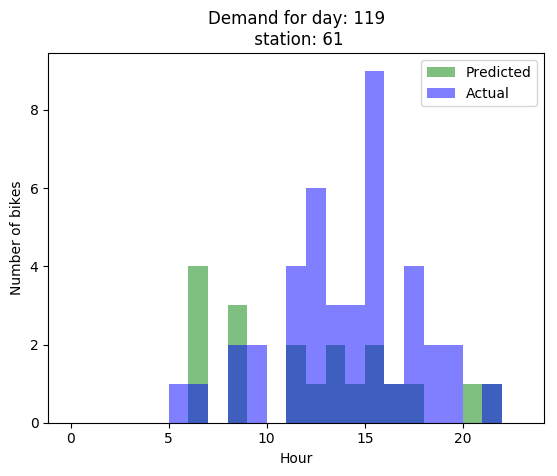 Demand for day: 119
station: 61
Predicted
Actual
Number of bikes
8
6
4
2
0
0 5 10 15 20
Hour